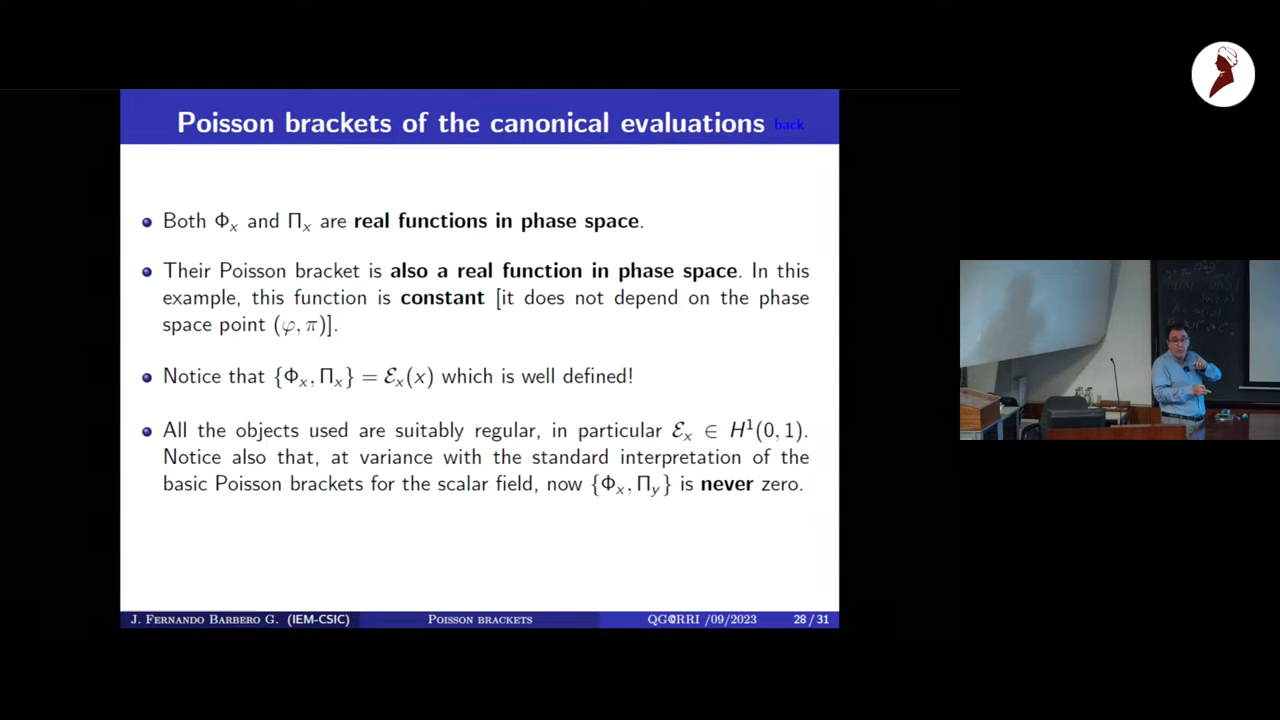 Poisson brackets of the canonical evaluations back
Both Φₓ and Πₓ are real functions in phase space.
Their Poisson bracket is also a real function in phase space. In this
example, this function is constant [it does not depend on the phase
space point (φ, π)].
Notice that {Φₓ, Πₓ} = ℰₓ(x) which is well defined!
All the objects used are suitably regular, in particular ℰₓ ∈ H¹(0, 1).
Notice also that, at variance with the standard interpretation of the
basic Poisson brackets for the scalar field, now {Φₓ, Π_y} is never zero.
J. Fernando Barbero G. (IEM-CSIC) Poisson brackets QG@RRI /09/2023 28 / 31